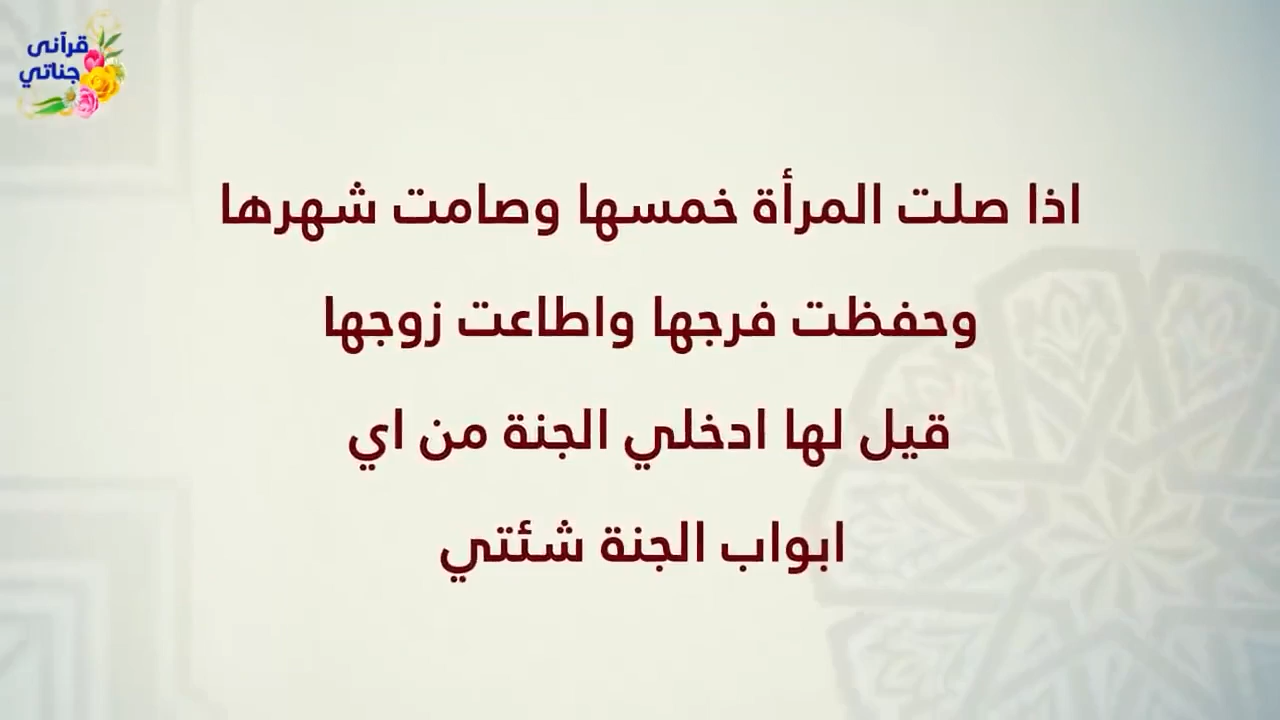 قرآنى
جناتي
اذا صلت المرأة خمسها وصامت شهرها
وحفظت فرجها واطاعت زوجها
قيل لها ادخلي الجنة من اي
ابواب الجنة شئتي